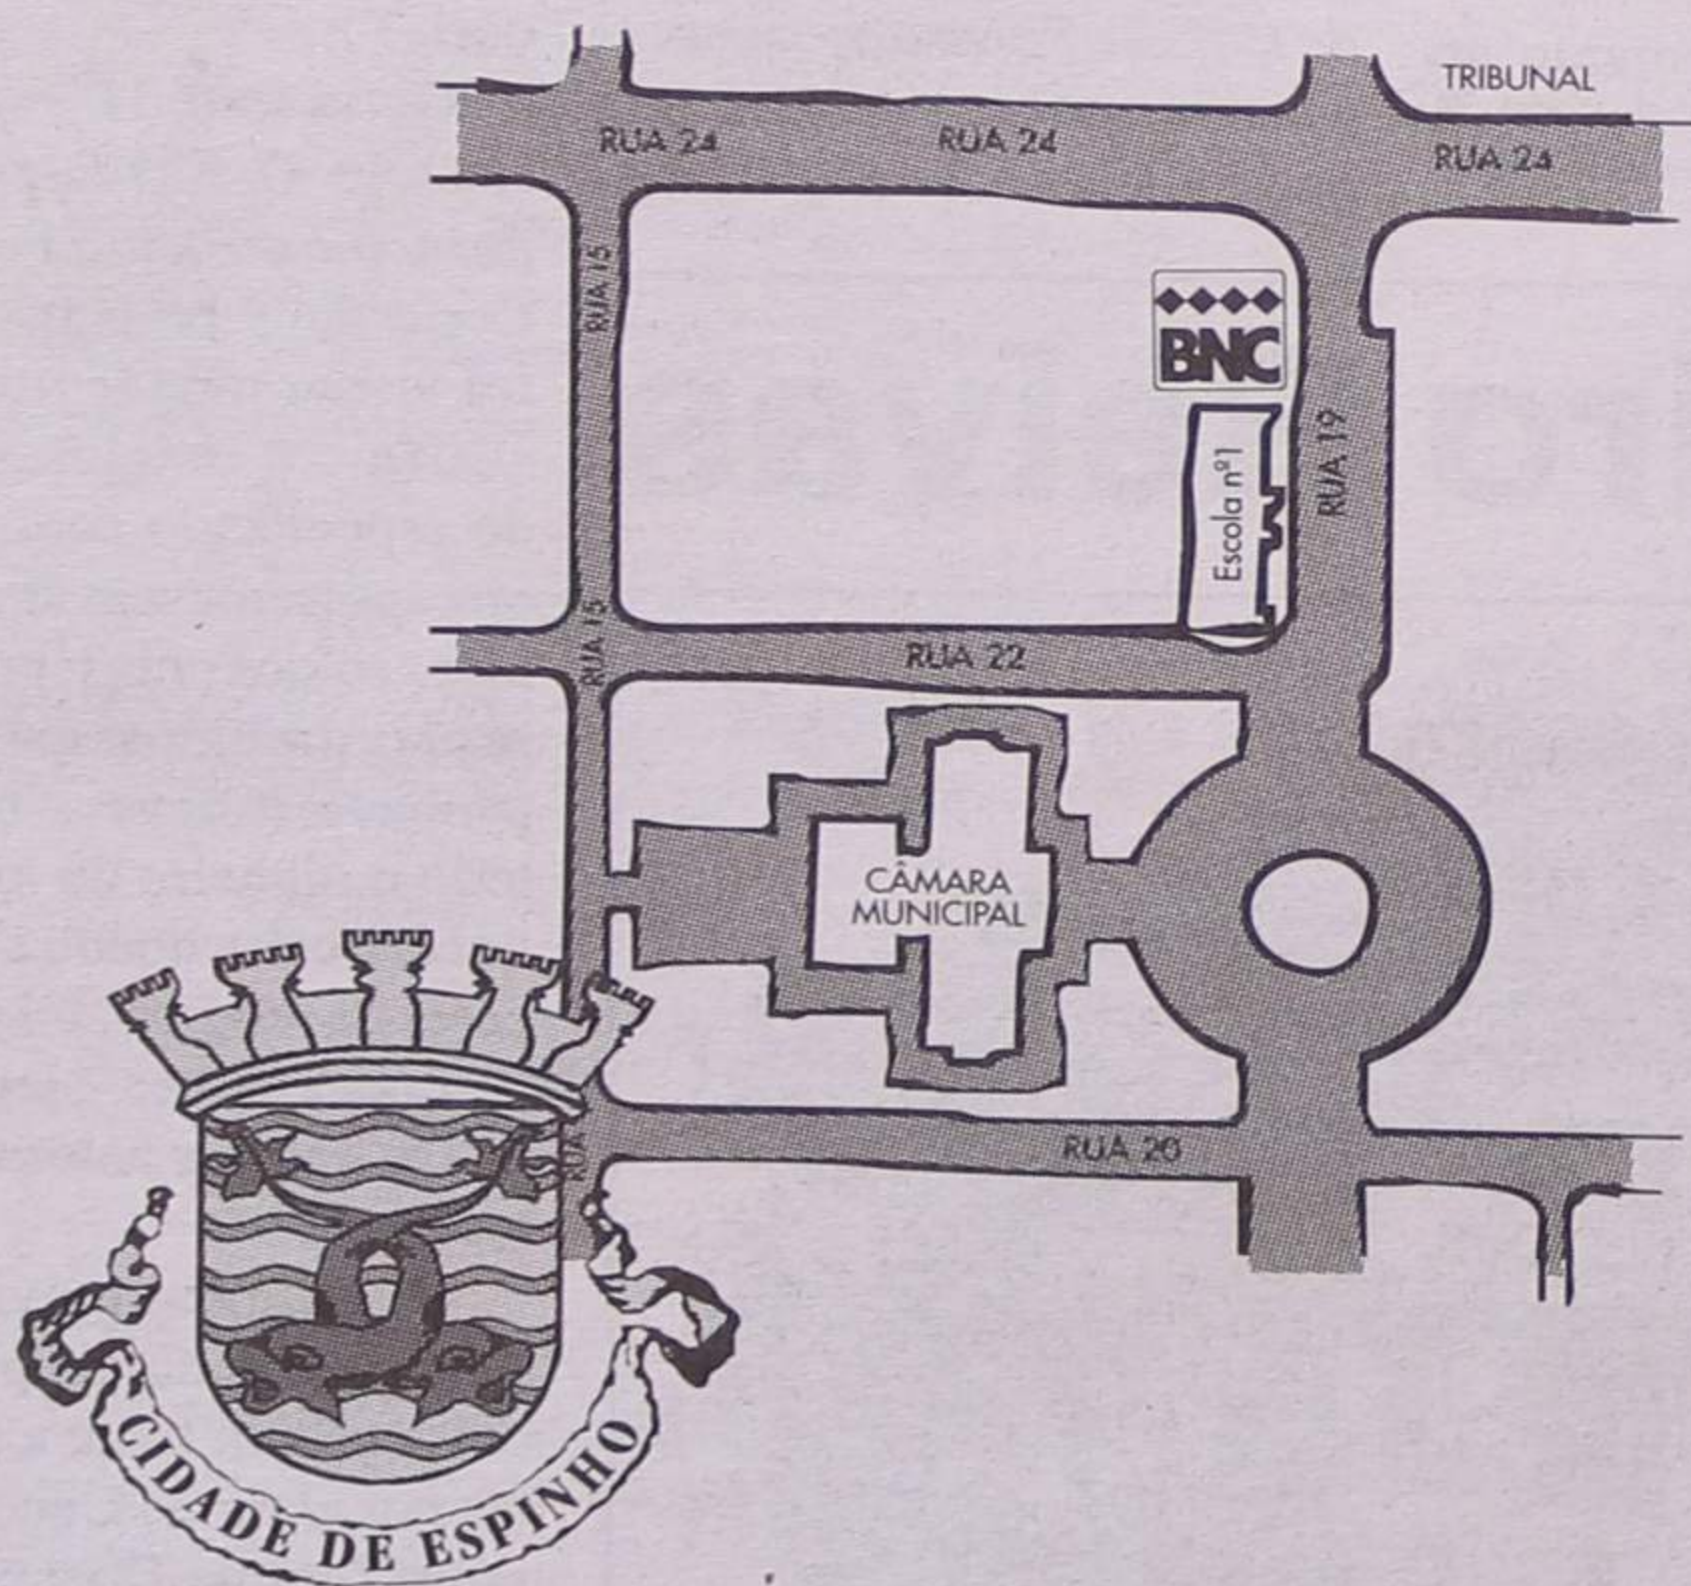 TRIBUNAL
RUA 24
RUA 24
RUA 24
RUA 15
BNC
RUA 19
Escola nº1
RUA 15
RUA 22
CÂMARA
MUNICIPAL
RUA 20
RUA
CIDADE DE ESPINHO